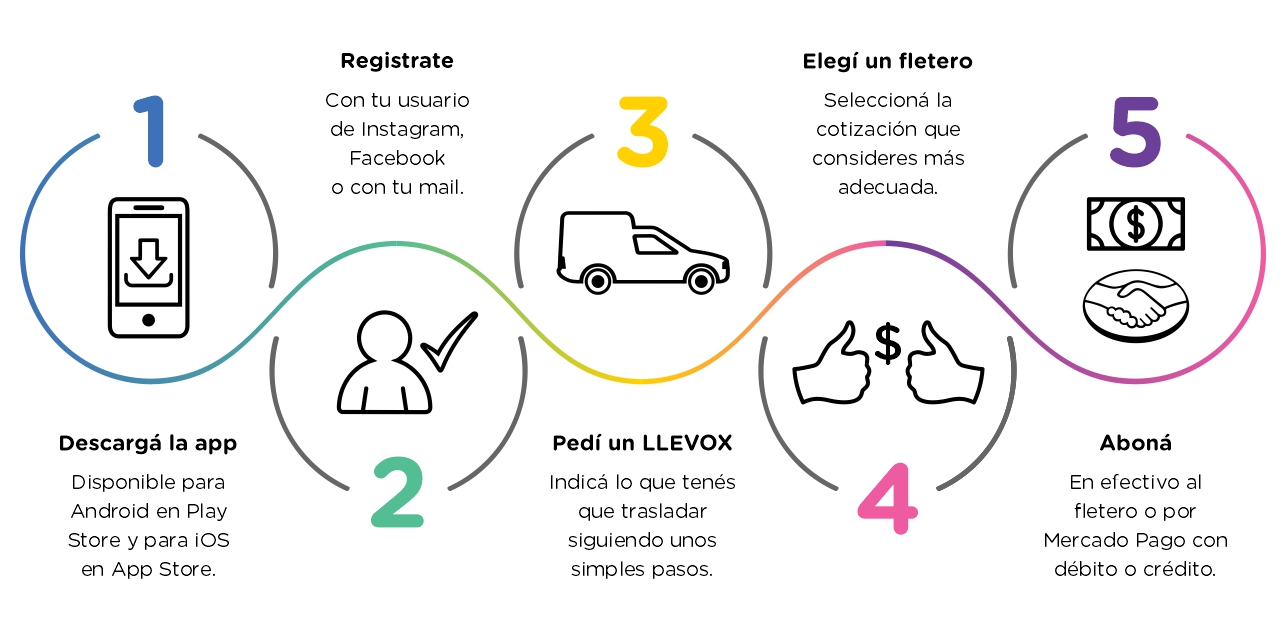 1
Descargá la app
Disponible para
Android en Play
Store y para iOS
en App Store.
Registrate
Con tu usuario
de Instagram,
Facebook
o con tu mail.
2
3
Pedí un LLEVOX
Indicá lo que tenés
que trasladar
siguiendo unos
simples pasos.
Elegí un fletero
Seleccioná la
cotización que
consideres más
adecuada.
$
4
5
$
Aboná
En efectivo al
fletero o por
Mercado Pago con
débito o crédito.